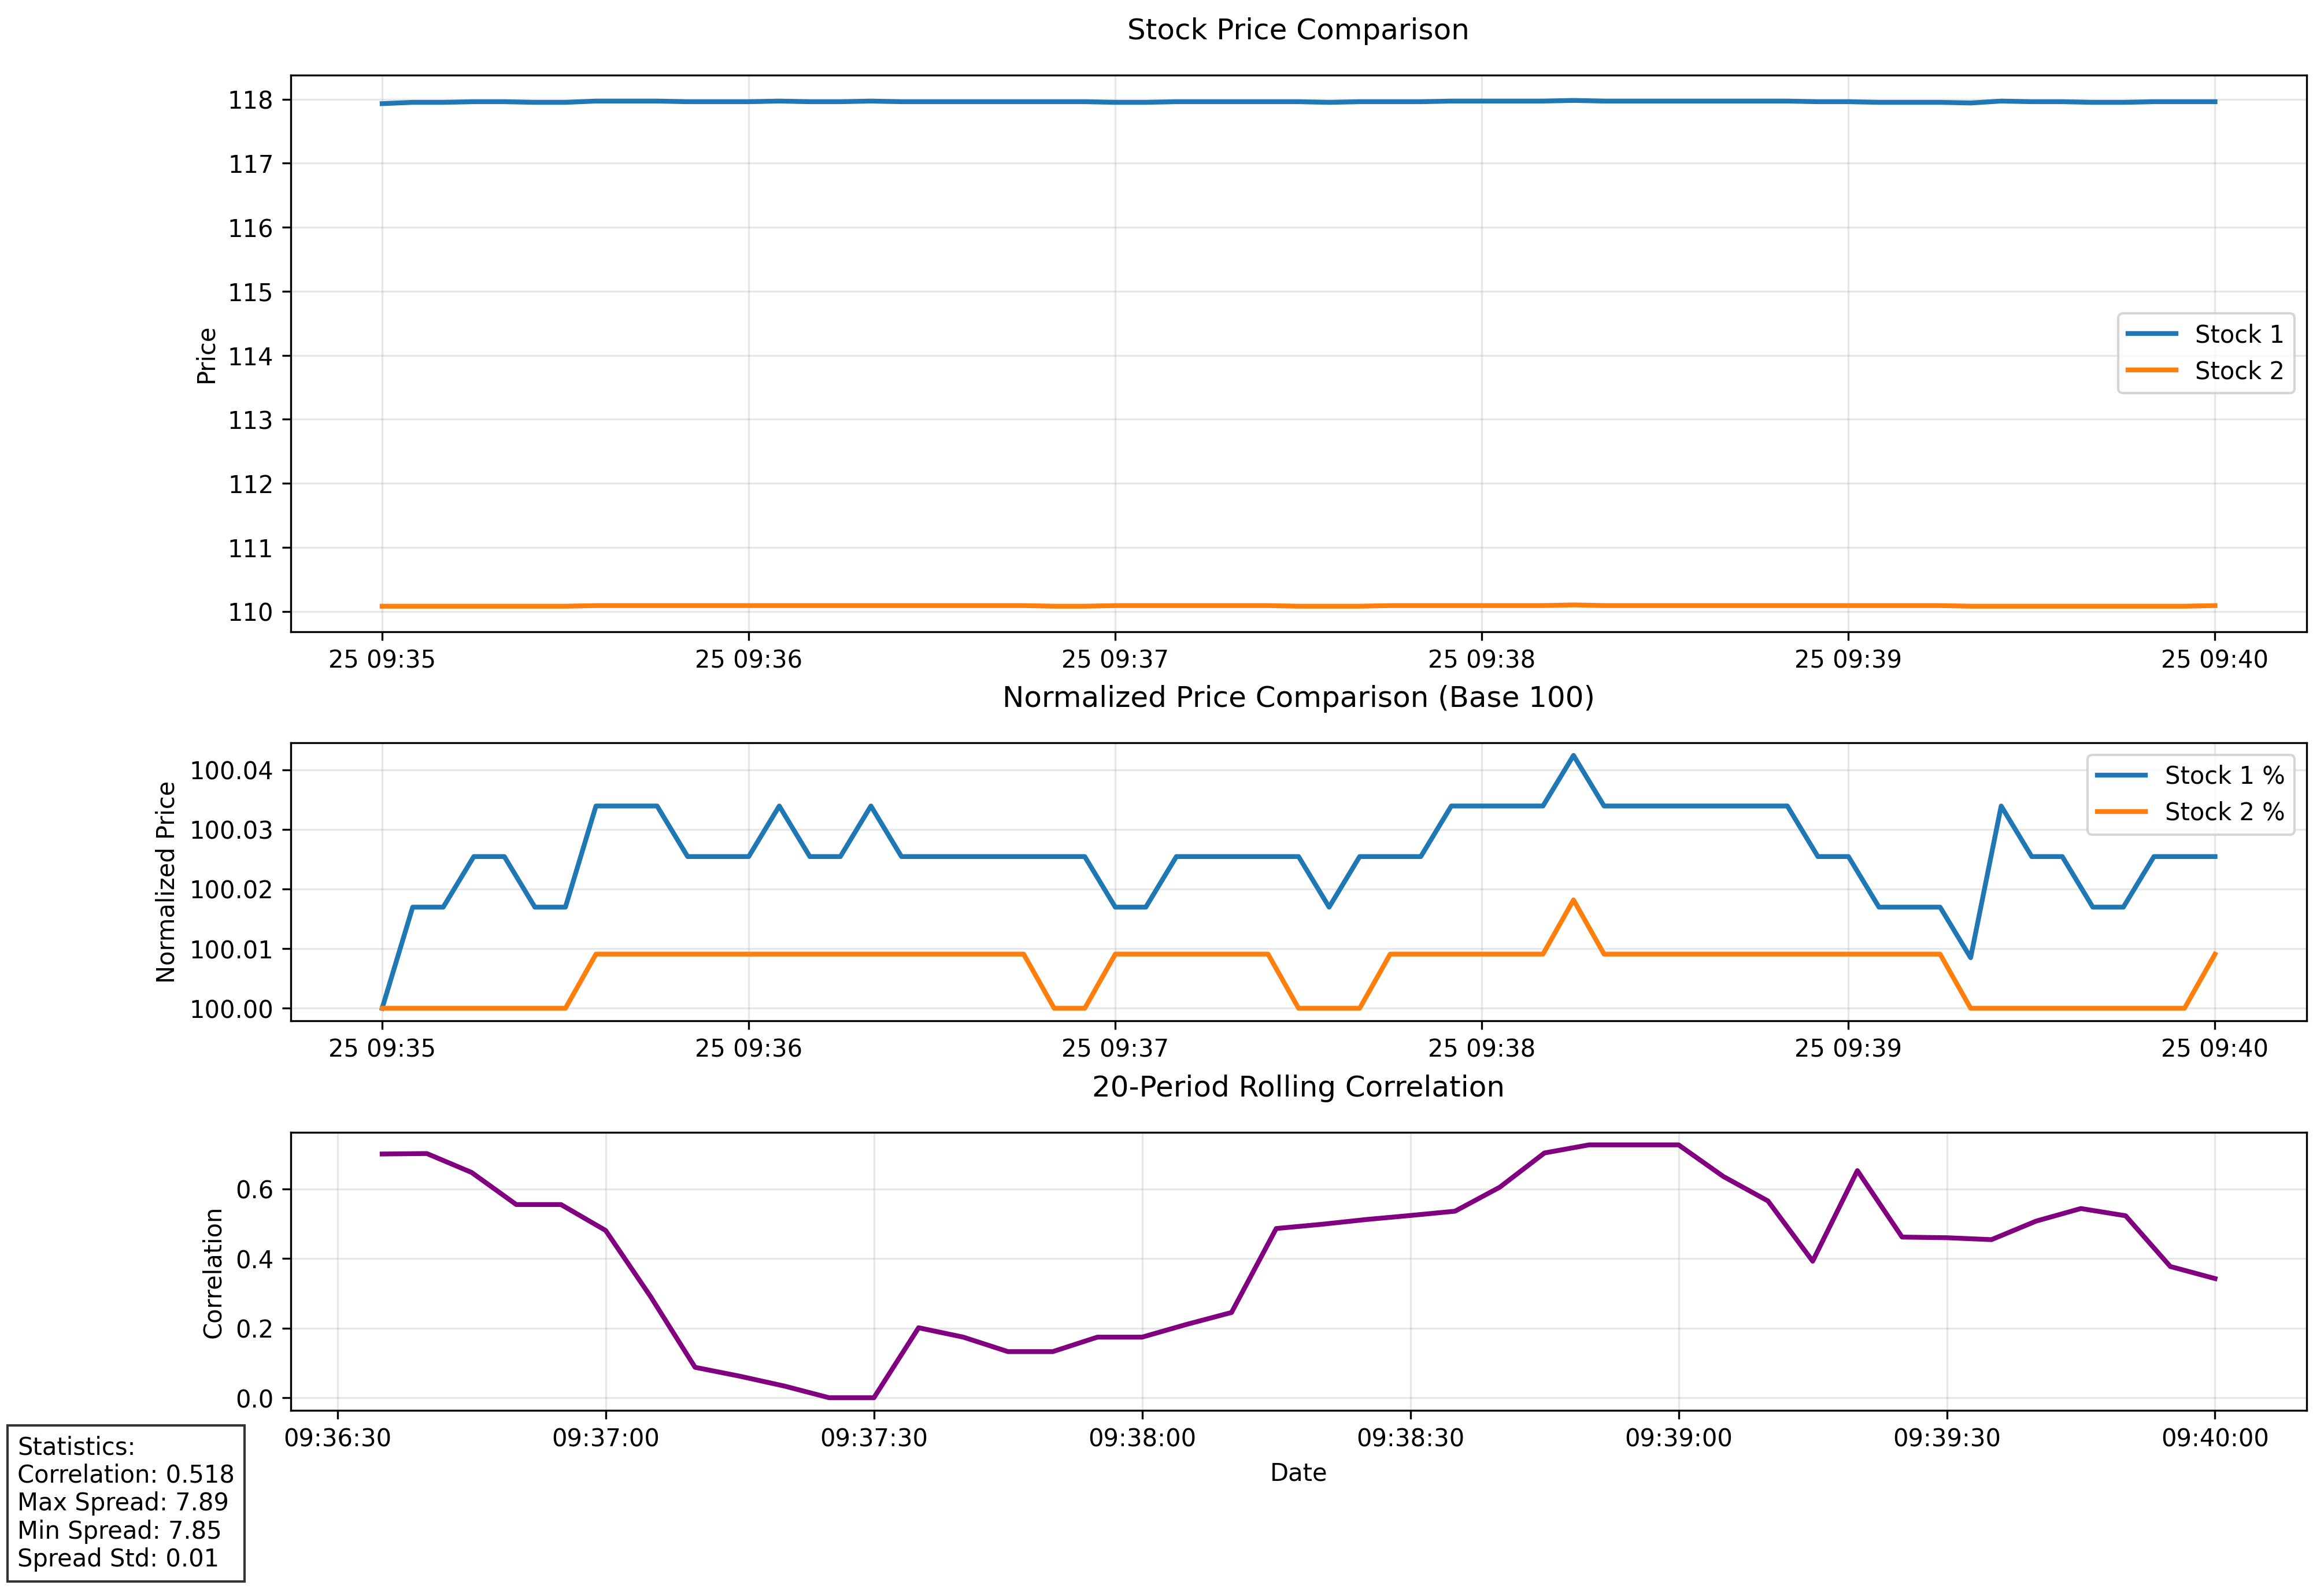 Stock Price Comparison
118
117
116
115
114
113
112
111
110
Price
Stock 1
Stock 2
25 09:35 25 09:36 25 09:37 25 09:38 25 09:39 25 09:40
Normalized Price Comparison (Base 100)
100.04
100.03
100.02
100.01
100.00
Normalized Price
Stock 1 %
Stock 2 %
25 09:35 25 09:36 25 09:37 25 09:38 25 09:39 25 09:40
20-Period Rolling Correlation
0.6
0.4
0.2
0.0
Correlation
09:36:30 09:37:00 09:37:30 09:38:00 09:38:30 09:39:00 09:39:30 09:40:00
Date
Statistics:
Correlation: 0.518
Max Spread: 7.89
Min Spread: 7.85
Spread Std: 0.01